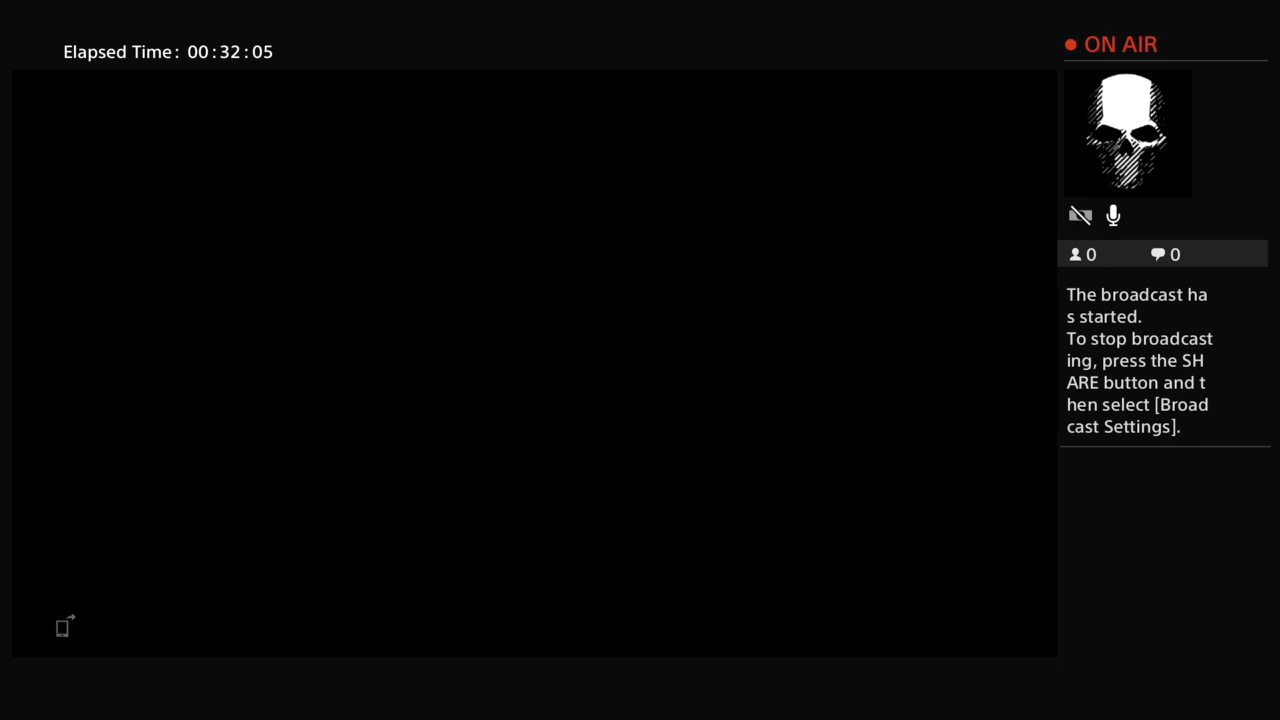 Elapsed Time: 00:32:05
ON AIR
0 0
The broadcast ha
s started.
To stop broadcast
ing, press the SH
ARE button and t
hen select [Broad
cast Settings].